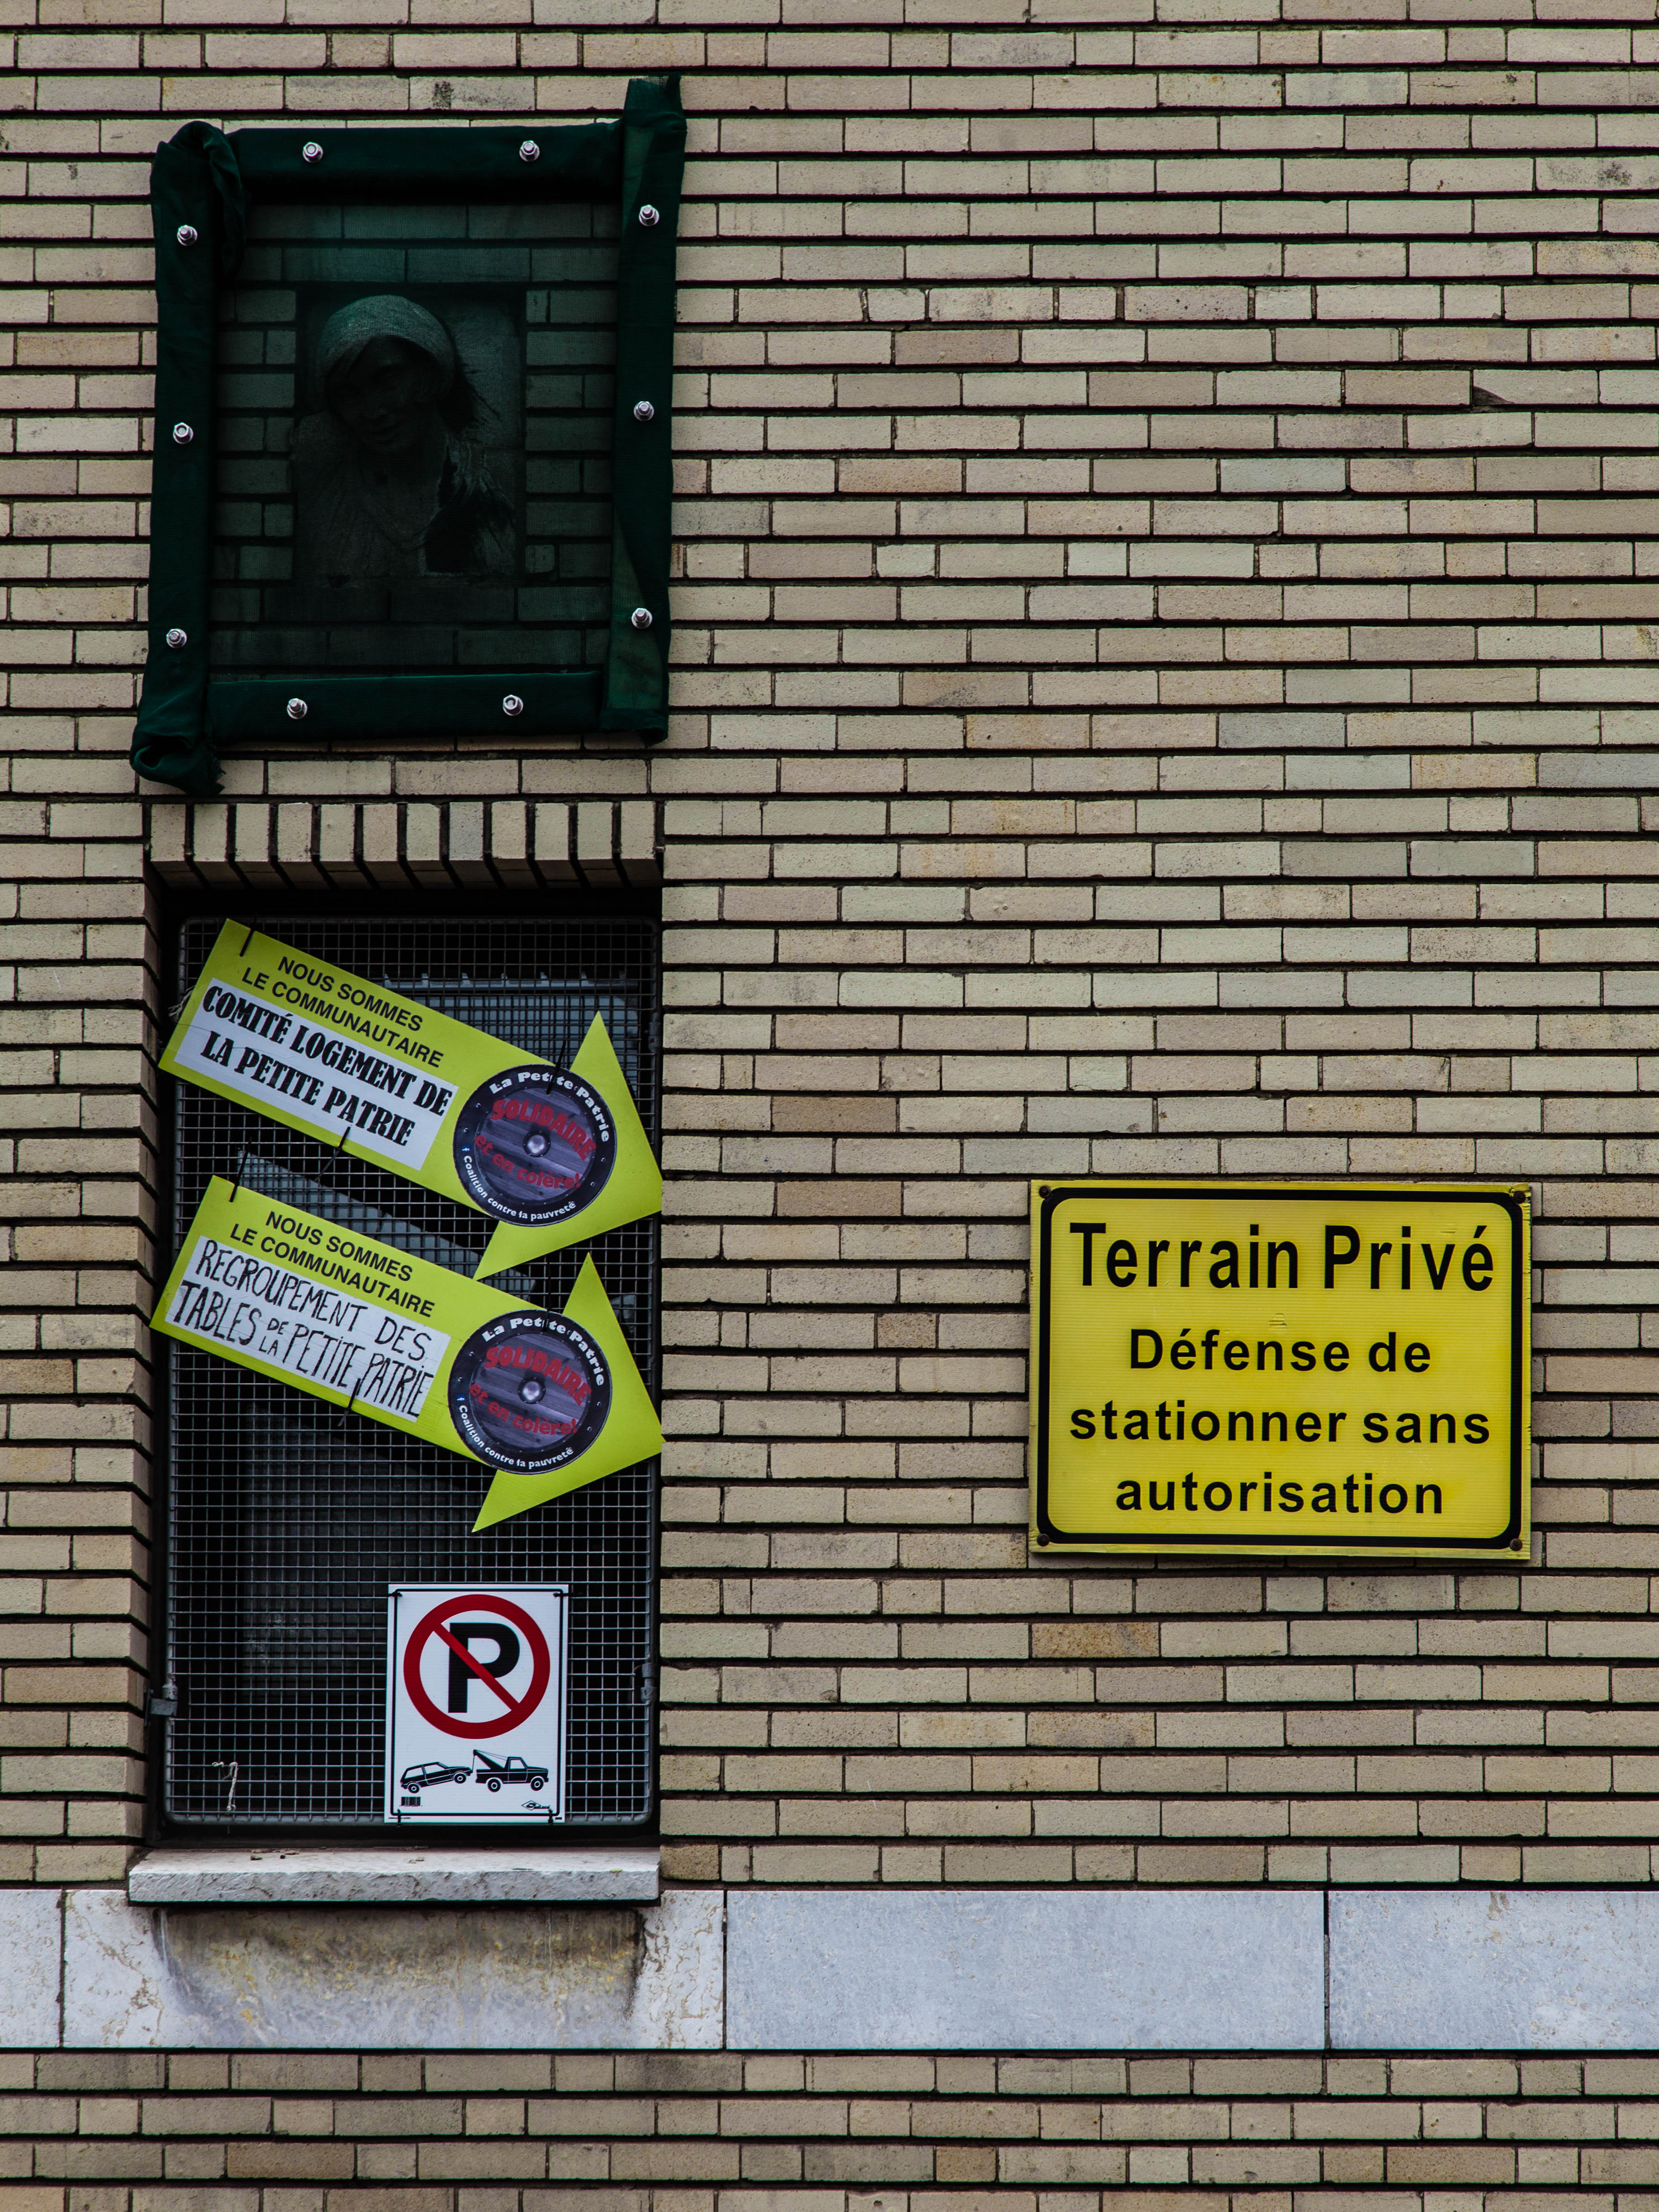 NOUS SOMMES
LE COMMUNAUTAIRE
COMITÉ LOGEMENT DE
LA PETITE PATRIE
La Petite Patrie
SOLIDAIRE
et en colère!
Coalition contre la pauvreté
NOUS SOMMES
LE COMMUNAUTAIRE
REGROUPEMENT DES
TABLES DE LA PETITE PATRIE
La Petite Patrie
SOLIDAIRE
et en colère!
Coalition contre la pauvreté
P
Terrain Privé
Défense de
stationner sans
autorisation